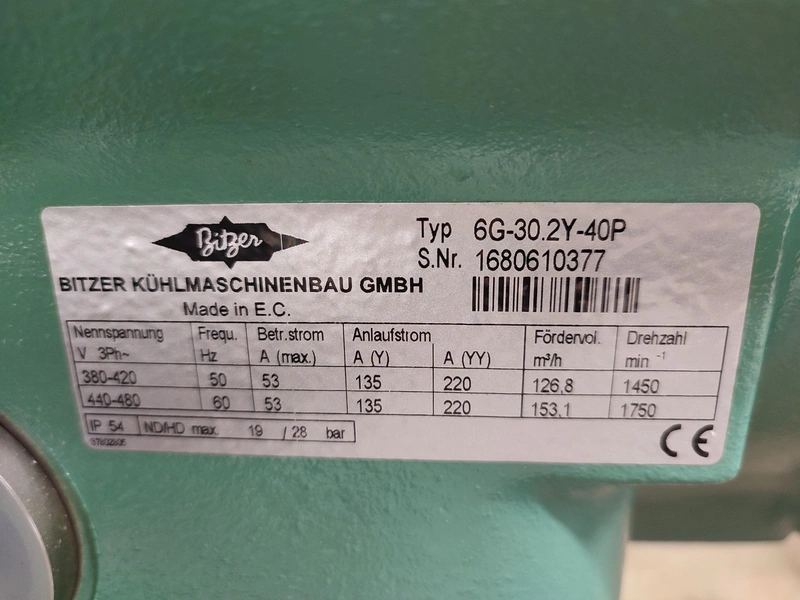 Bitzer
BITZER KÜHLMASCHINENBAU GMBH
Made in E.C.
Typ 6G-30.2Y-40P
S.Nr. 1680610377
Nennspannung Frequ. Betr.strom Anlaufstrom Fördervol. Drehzahl
V 3Ph~ Hz A (max.) A (Y) A (YY) m³/h min -1
380-420 50 53 135 220 126,8 1450
440-480 60 53 135 220 153,1 1750
IP 54 ND/HD max. 19 / 28 bar
CE